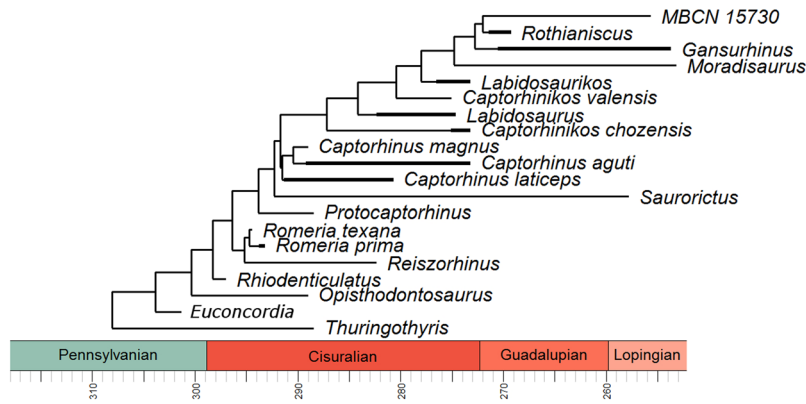 MBCN 15730
Rothianiscus
Gansurhinus
Moradisaurus
Labidosaurikos
Captorhinikos valensis
Labidosaurus
Captorhinikos chozensis
Captorhinus magnus
Captorhinus aguti
Captorhinus laticeps
Saurorictus
Protocaptorhinus
Romeria texana
Romeria prima
Reiszorhinus
Rhiodenticulatus
Opisthodontosaurus
Euconcordia
Thuringothyris
Pennsylvanian Cisuralian Guadalupian Lopingian
310 300 290 280 270 260